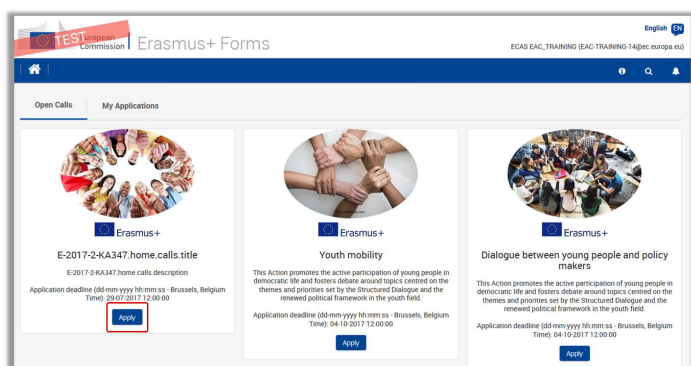 English EN
TEST
European
Commission
Erasmus+ Forms
ECAS EAC_TRAINING (EAC-TRAINING-14@ec.europa.eu)
Open Calls
My Applications
Erasmus+
E-2017-2-KA347.home.calls.title
E-2017-2-KA347.home.calls.description
Application deadline (dd-mm-yyyy hh:mm:ss - Brussels, Belgium
Time): 29-07-2017 12:00:00
Apply
Erasmus+
Youth mobility
This Action promotes the active participation of young people in
democratic life and fosters debate around topics centred on the
themes and priorities set by the Structured Dialogue and the
renewed political framework in the youth field.
Application deadline (dd-mm-yyyy hh:mm:ss - Brussels, Belgium
Time): 04-10-2017 12:00:00
Apply
Erasmus+
Dialogue between young people and policy
makers
This Action promotes the active participation of young people in
democratic life and fosters debate around topics centred on the
themes and priorities set by the Structured Dialogue and the
renewed political framework in the youth field.
Application deadline (dd-mm-yyyy hh:mm:ss - Brussels, Belgium
Time): 04-10-2017 12:00:00
Apply